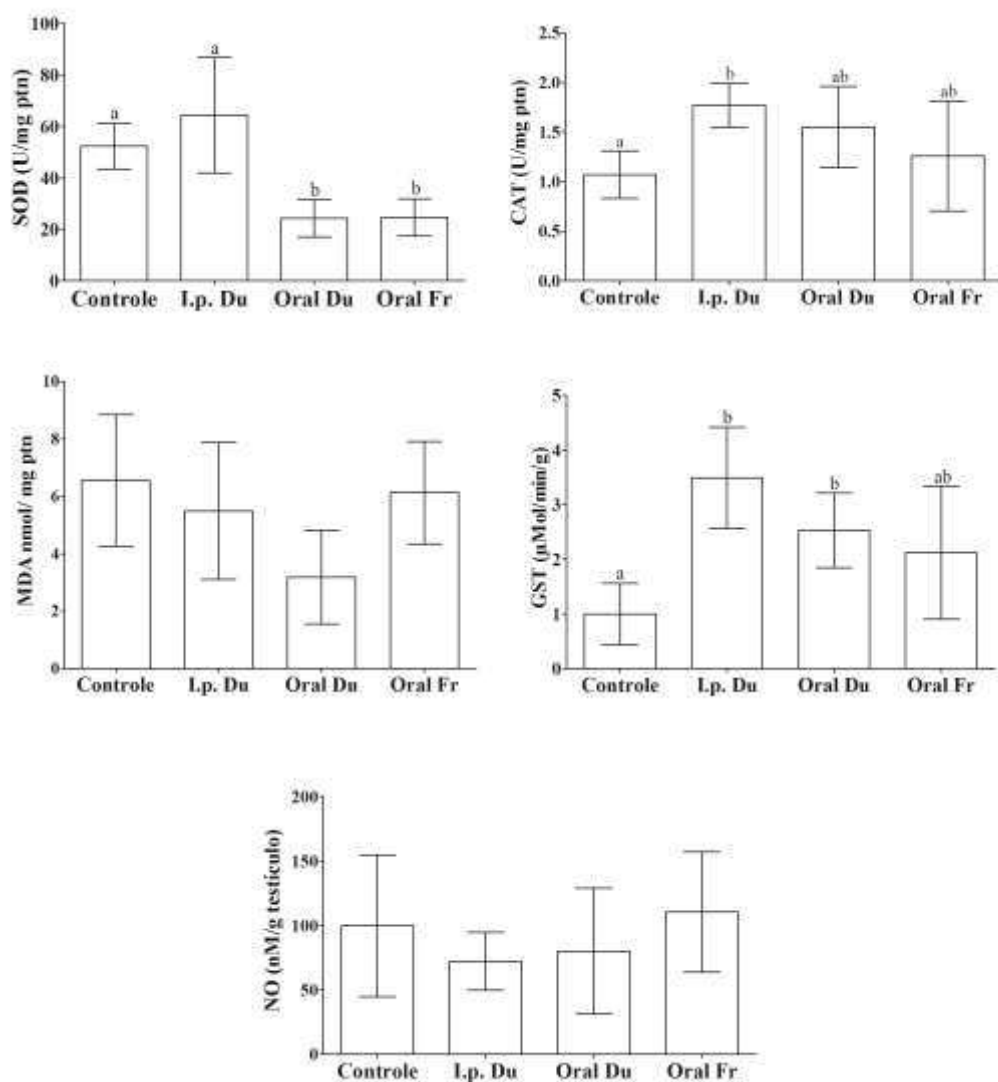 SOD (U/mg ptn)
100
80
60
40
20
0
a
a
b
b
Controle I.p. Du Oral Du Oral Fr
CAT (U/mg ptn)
2.5
2.0
1.5
1.0
0.5
0.0
a
b
ab
ab
Controle I.p. Du Oral Du Oral Fr
MDA nmol/ mg ptn
10
8
6
4
2
0
Controle I.p. Du Oral Du Oral Fr
GST (µMol/min/g)
5
4
3
2
1
0
a
b
b
ab
Controle I.p. Du Oral Du Oral Fr
NO (nM/g testículo)
200
150
100
50
0
Controle I.p. Du Oral Du Oral Fr